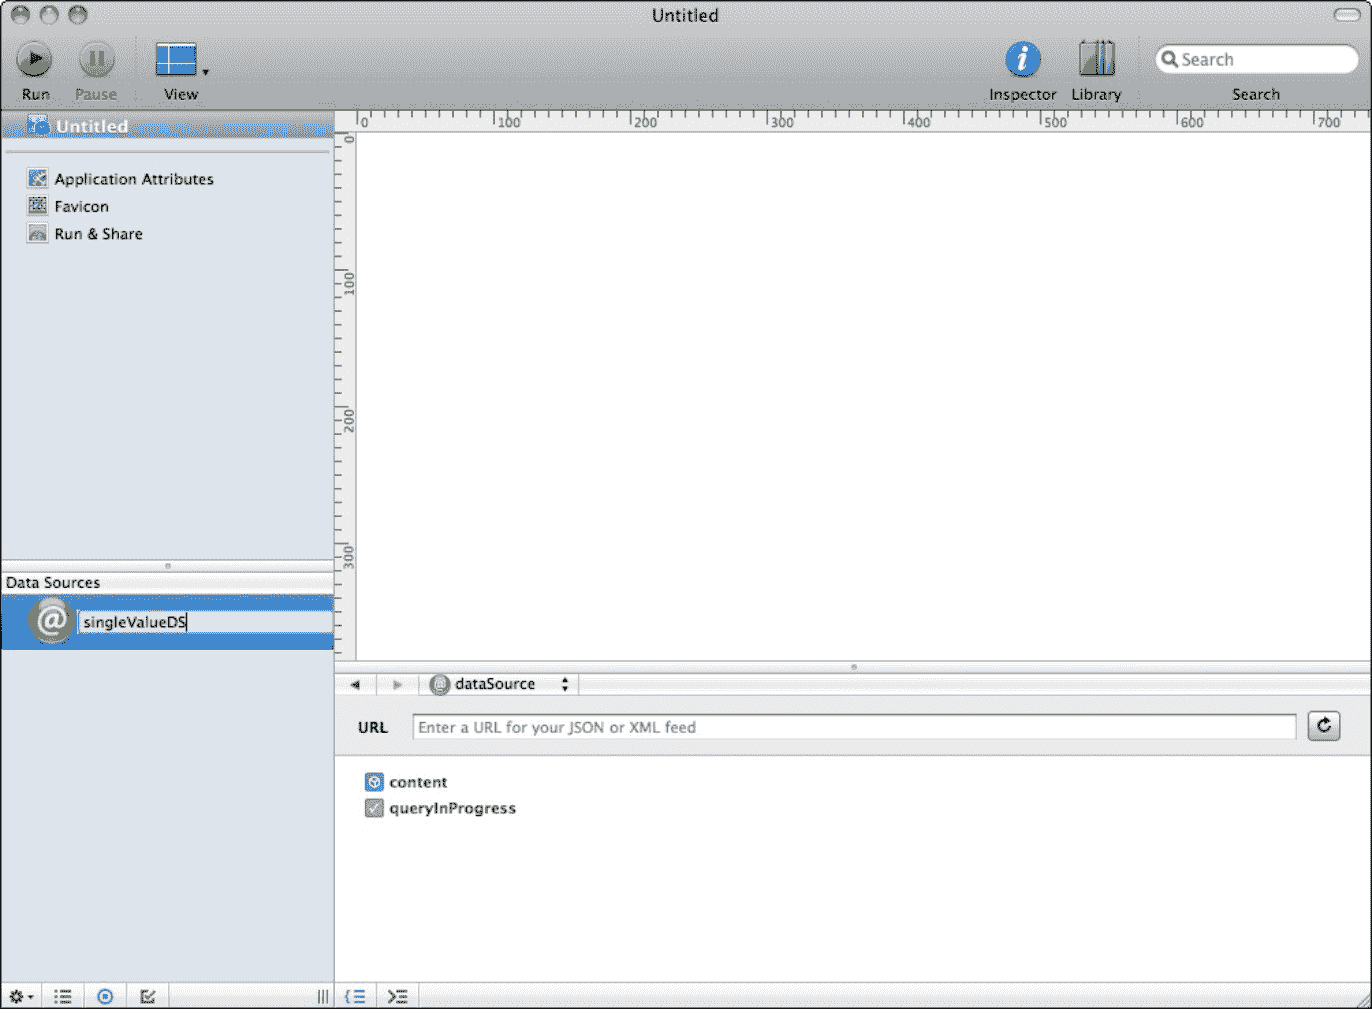 Untitled
Run Pause View Inspector Library Search
Search
Untitled
Application Attributes
Favicon
Run & Share
0 100 200 300 400 500 600 700
0
100
200
300
Data Sources
@ singleValueDS
dataSource
URL Enter a URL for your JSON or XML feed
content
queryInProgress